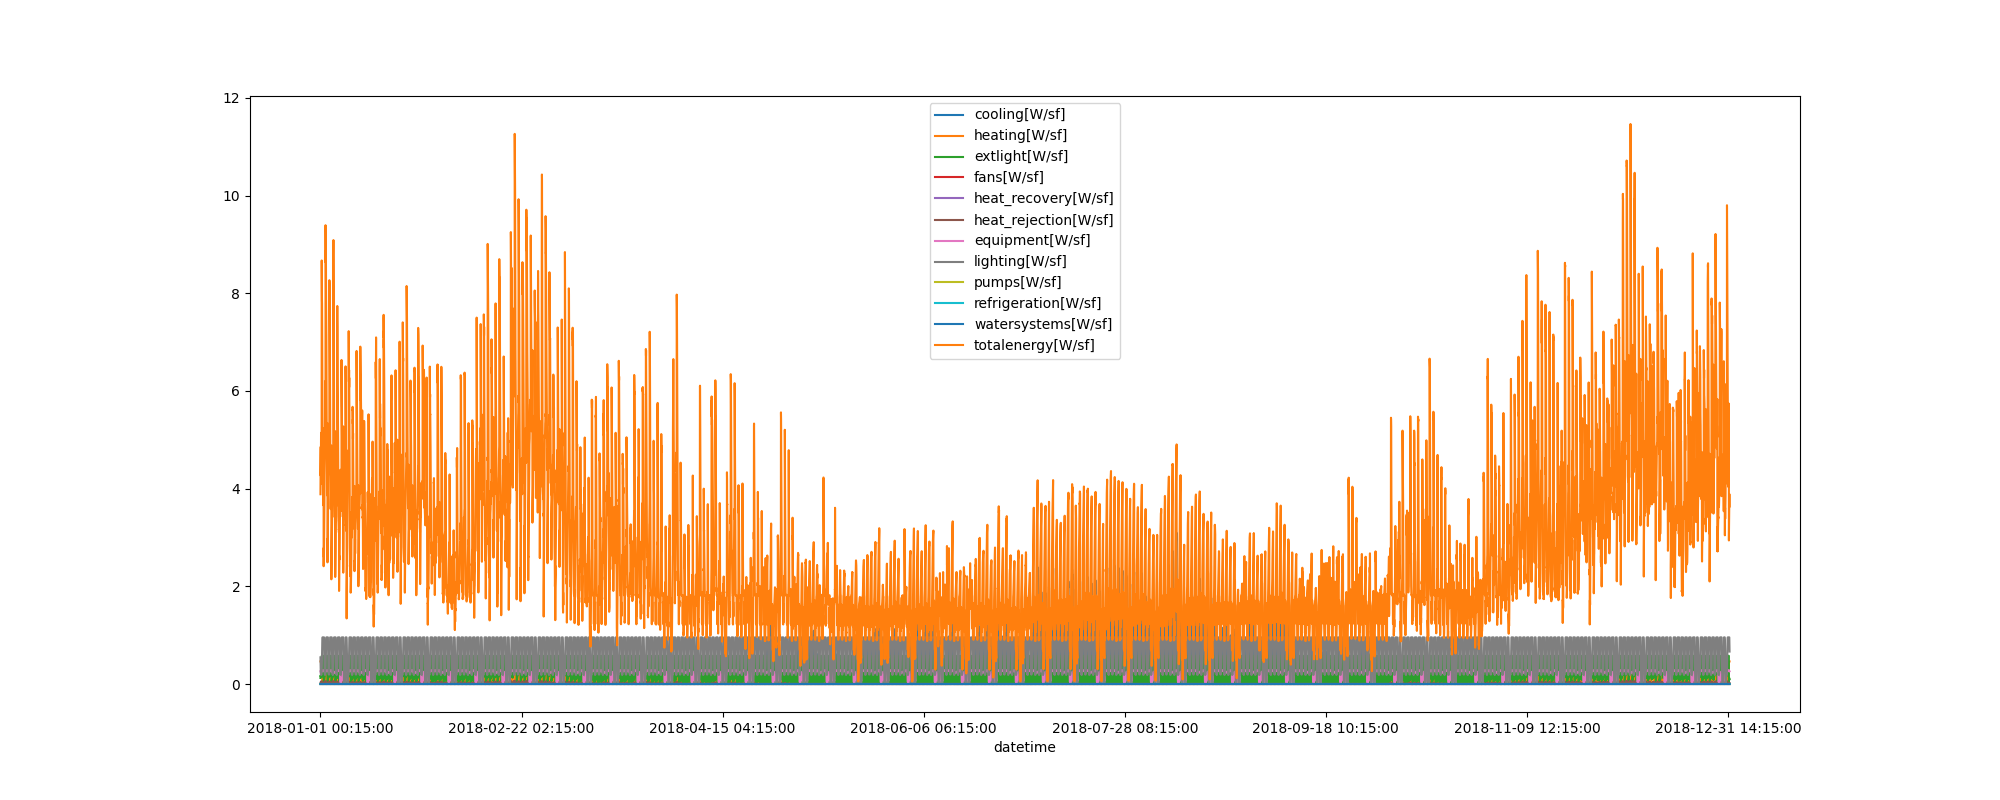 12
10
8
6
4
2
0
cooling[W/sf]
heating[W/sf]
extlight[W/sf]
fans[W/sf]
heat_recovery[W/sf]
heat_rejection[W/sf]
equipment[W/sf]
lighting[W/sf]
pumps[W/sf]
refrigeration[W/sf]
watersystems[W/sf]
totalenergy[W/sf]
2018-01-01 00:15:00 2018-02-22 02:15:00 2018-04-15 04:15:00 2018-06-06 06:15:00 2018-07-28 08:15:00 2018-09-18 10:15:00 2018-11-09 12:15:00 2018-12-31 14:15:00
datetime